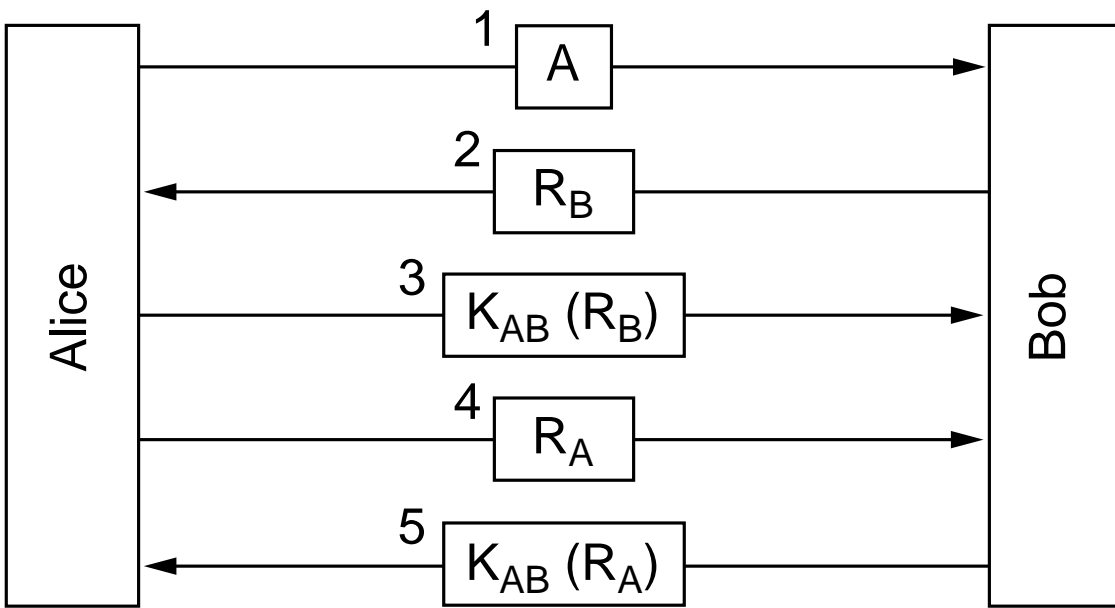 Alice
1
A
2
R_B
3
K_AB (R_B)
4
R_A
5
K_AB (R_A)
Bob